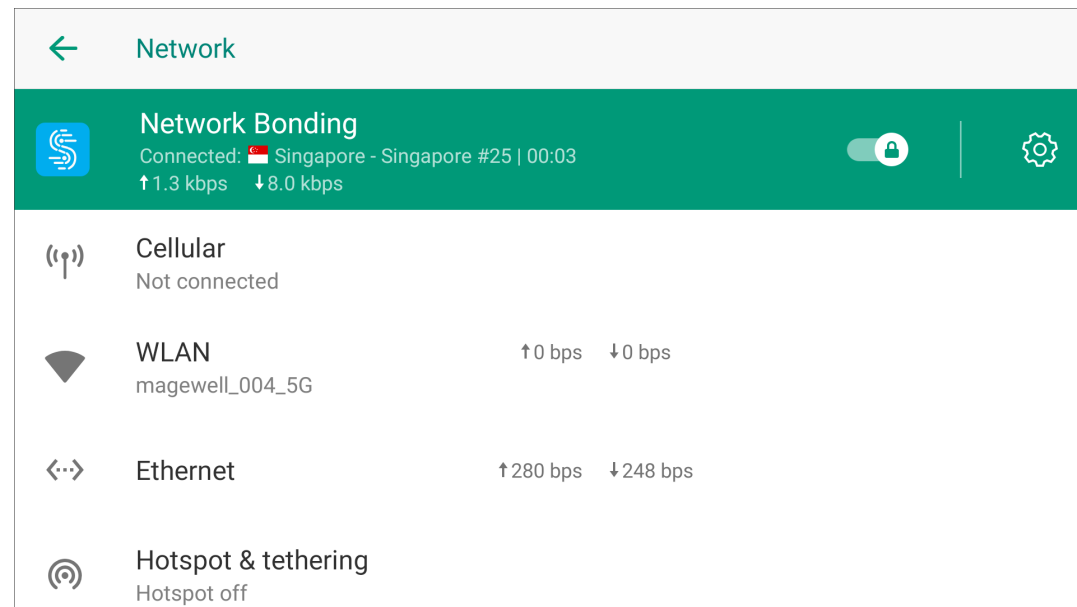 Network
Network Bonding
Connected: 🇸🇬 Singapore - Singapore #25 | 00:03
↑1.3 kbps ↓8.0 kbps
Cellular
Not connected
WLAN ↑0 bps ↓0 bps
magewell_004_5G
Ethernet ↑280 bps ↓248 bps
Hotspot & tethering
Hotspot off